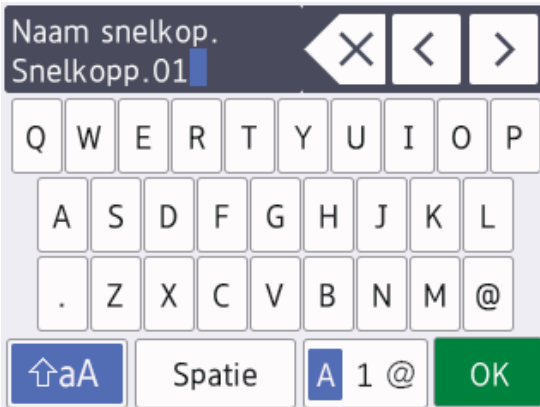 Naam snelkop.
Snelkopp.01
Q W E R T Y U I O P
A S D F G H J K L
. Z X C V B N M @
⇧aA Spatie A 1 @ OK